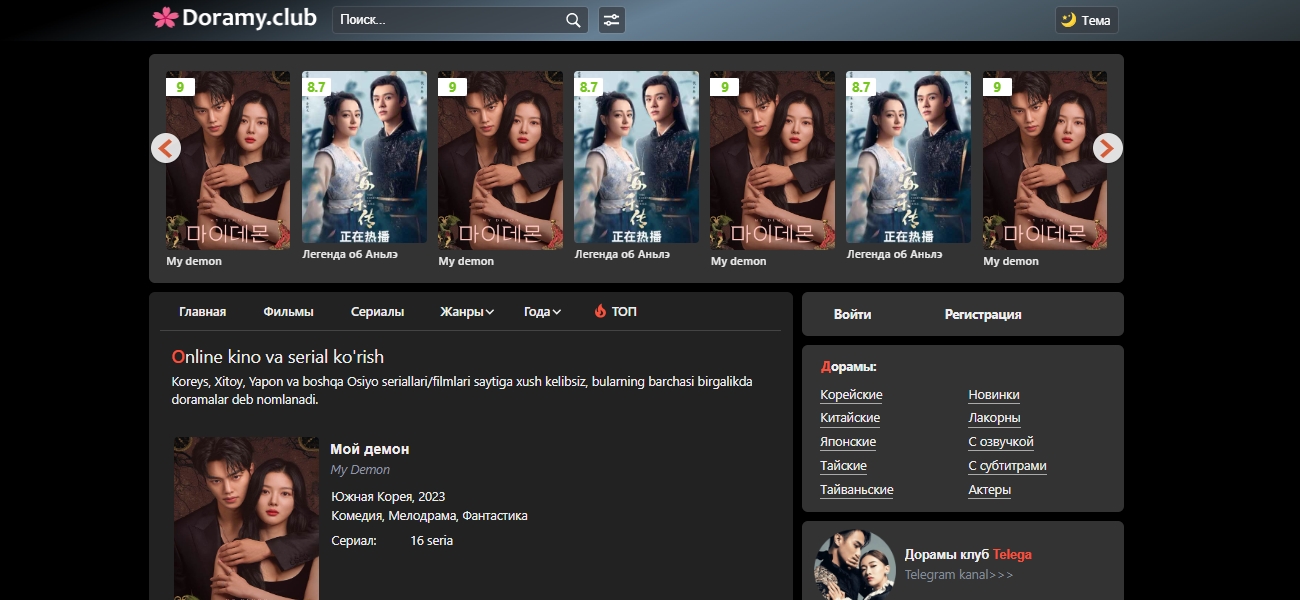 Doramy.club
Поиск...
Тема
9
8.7
9
8.7
9
8.7
9
마이데몬
正在热播
마이데몬
正在热播
마이데몬
正在热播
마이데몬
My demon
Легенда об Аньлэ
My demon
Легенда об Аньлэ
My demon
Легенда об Аньлэ
My demon
Главная
Фильмы
Сериалы
Жанры
Года
ТОП
Войти
Регистрация
Online kino va serial ko'rish
Koreys, Xitoy, Yapon va boshqa Osiyo seriallari/filmlari saytiga xush kelibsiz, bularning barchasi birgalikda
doramalar deb nomlanadi.
Мой демон
My Demon
Южная Корея, 2023
Комедия, Мелодрама, Фантастика
Сериал: 16 seria
Дорамы:
Корейские
Новинки
Китайские
Лакорны
Японские
С озвучкой
Тайские
С субтитрами
Тайваньские
Актеры
Дорамы клуб Telega
Telegram kanal>>>